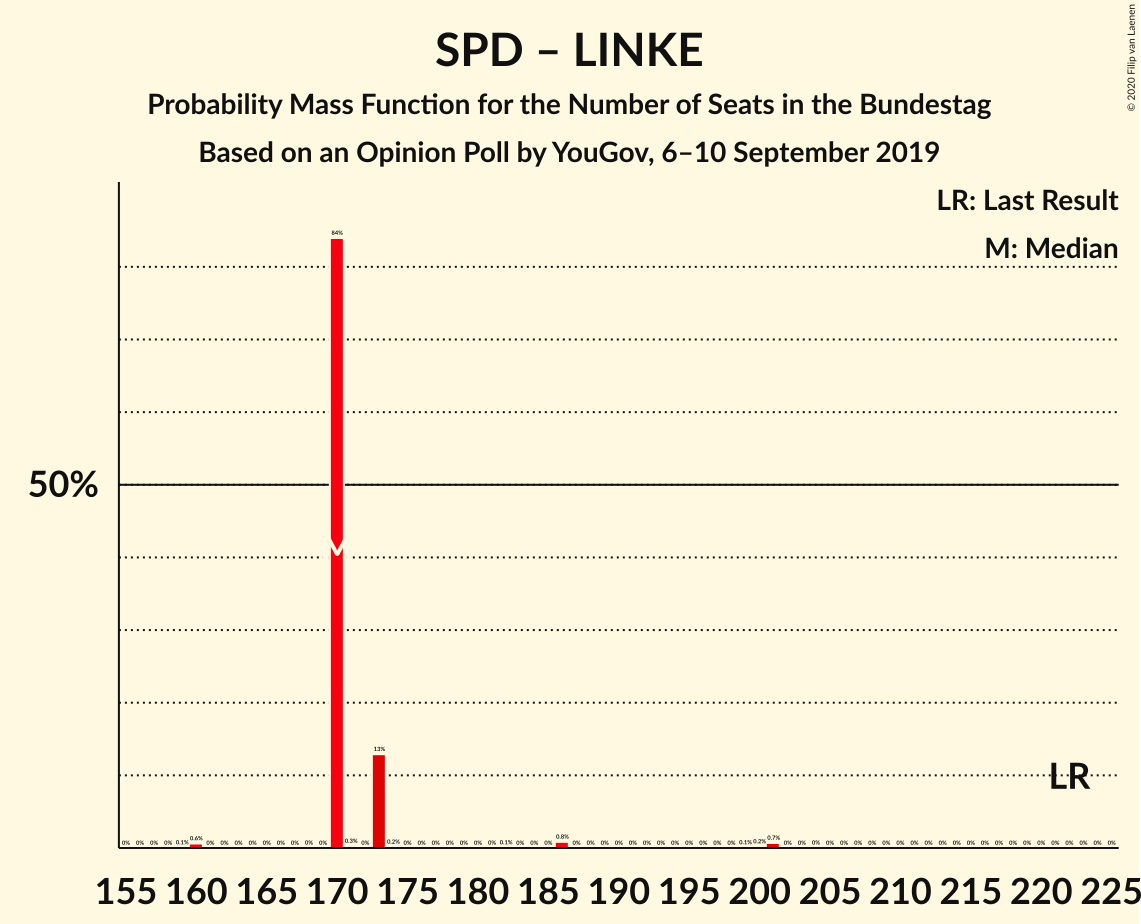 © 2020 Filip van Laenen
SPD – LINKE
Probability Mass Function for the Number of Seats in the Bundestag
Based on an Opinion Poll by YouGov, 6–10 September 2019
LR: Last Result
M: Median
84%
50%
M
13%
LR
0% 0% 0% 0% 0.1% 0.6% 0% 0% 0% 0% 0% 0% 0% 0% 0% 0.3% 0% 0.2% 0% 0% 0% 0% 0% 0% 0% 0.1% 0% 0% 0% 0.8% 0% 0% 0% 0% 0% 0% 0% 0% 0% 0% 0% 0% 0.1% 0.2% 0.7% 0% 0% 0% 0% 0% 0% 0% 0% 0% 0% 0% 0% 0% 0% 0% 0% 0% 0% 0% 0% 0% 0% 0% 0%
155 160 165 170 175 180 185 190 195 200 205 210 215 220 225